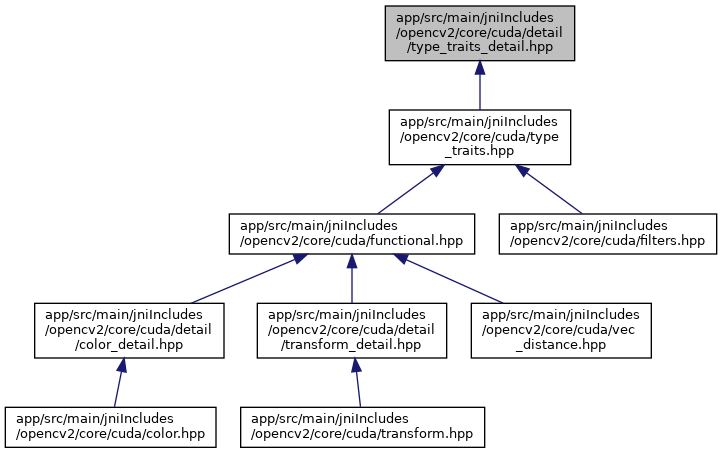 app/src/main/jniIncludes
/opencv2/core/cuda/detail
/type_traits_detail.hpp
app/src/main/jniIncludes
/opencv2/core/cuda/type
_traits.hpp
app/src/main/jniIncludes
/opencv2/core/cuda/functional.hpp
app/src/main/jniIncludes
/opencv2/core/cuda/filters.hpp
app/src/main/jniIncludes
/opencv2/core/cuda/detail
/color_detail.hpp
app/src/main/jniIncludes
/opencv2/core/cuda/detail
/transform_detail.hpp
app/src/main/jniIncludes
/opencv2/core/cuda/vec
_distance.hpp
app/src/main/jniIncludes
/opencv2/core/cuda/color.hpp
app/src/main/jniIncludes
/opencv2/core/cuda/transform.hpp